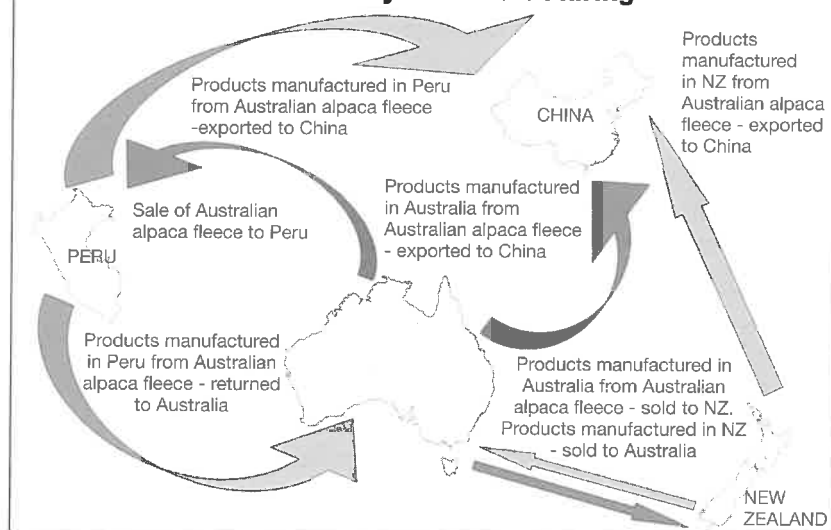 Products manufactured in Peru
from Australian alpaca fleece
-exported to China
Products
manufactured
in NZ from
Australian alpaca
fleece - exported
to China
CHINA
Sale of Australian
alpaca fleece to Peru
PERU
Products manufactured
in Australia from
Australian alpaca fleece
- exported to China
Products manufactured
in Peru from Australian
alpaca fleece - returned
to Australia
Products manufactured in
Australia from Australian
alpaca fleece - sold to NZ.
Products manufactured in NZ
- sold to Australia
NEW
ZEALAND